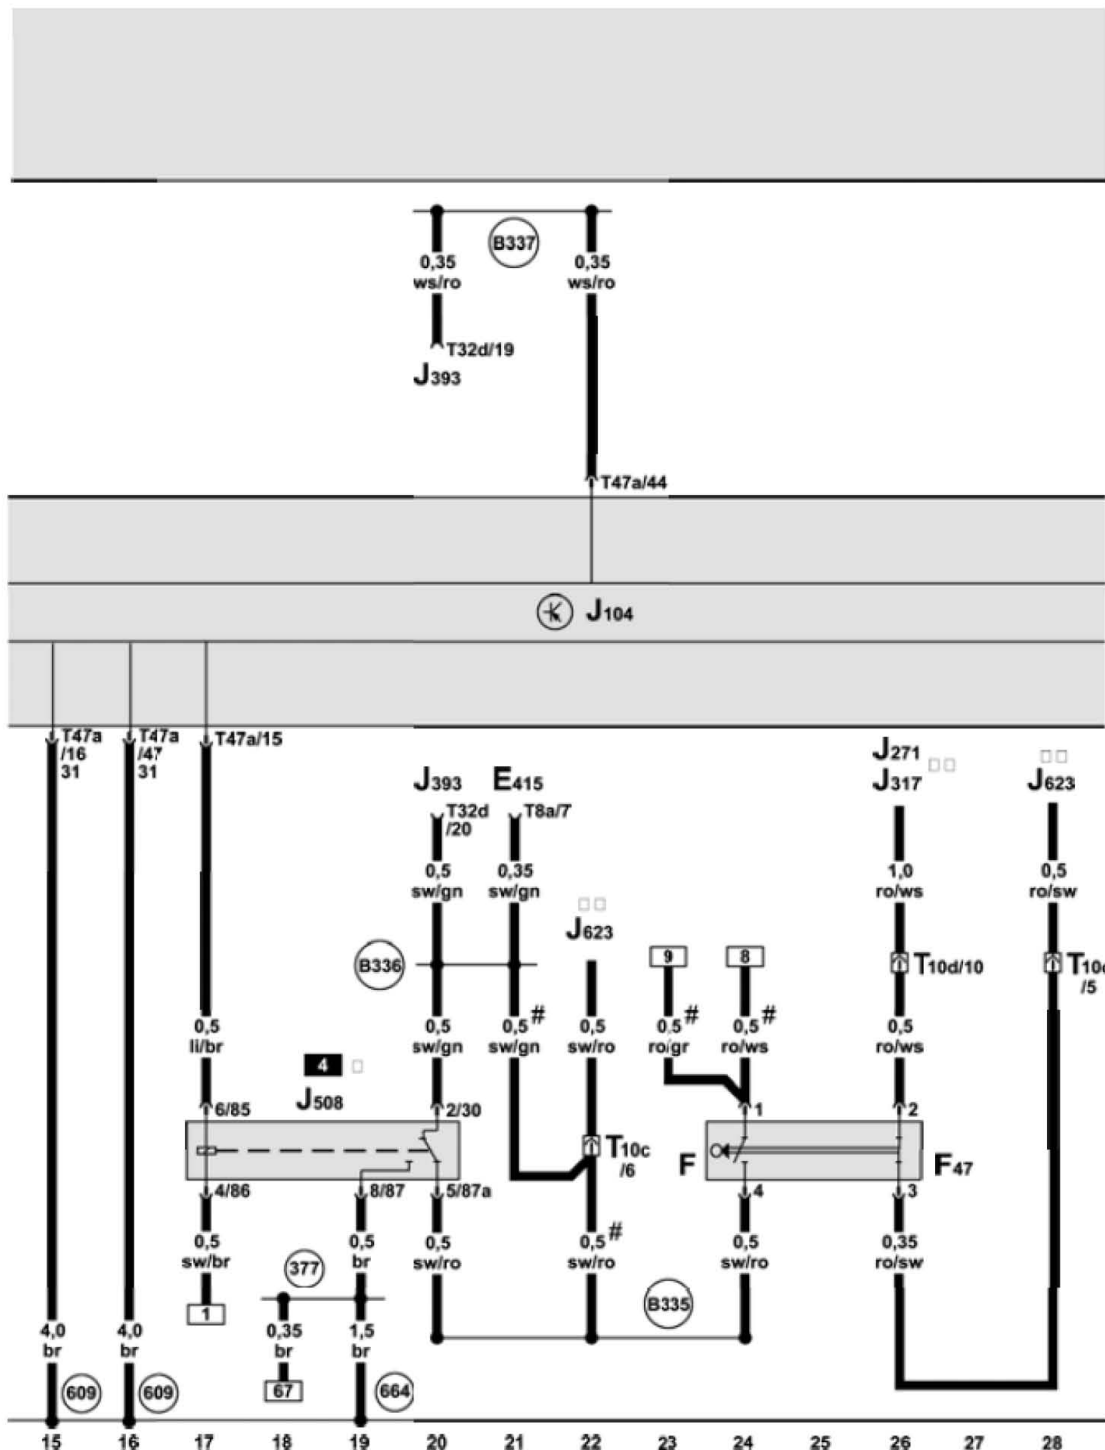 B337
0,35
ws/ro
0,35
ws/ro
T32d/19
J393
T47a/44
J104
T47a
/16
31
T47a
/47
31
T47a/15
J393
T32d
/20
E415
T8a/7
J271
J317
J623
0,5
sw/gn
0,35
sw/gn
1,0
ro/ws
0,5
ro/sw
J623
B336
9
8
T10d/10
T10c
/5
0,5
li/br
0,5
sw/gn
0,5 #
sw/gn
0,5
sw/ro
0,5 #
ro/gr
0,5 #
ro/ws
0,5
ro/ws
4
J508
6/85
2/30
1
2
T10c
/6
F
F47
4/86
8/87
5/87a
4
3
0,5
sw/br
377
0,5
br
0,5
sw/ro
0,5 #
sw/ro
0,5
sw/ro
0,35
ro/sw
1
B335
4,0
br
4,0
br
0,35
br
1,5
br
609
609
67
664
15 16 17 18 19 20 21 22 23 24 25 26 27 28